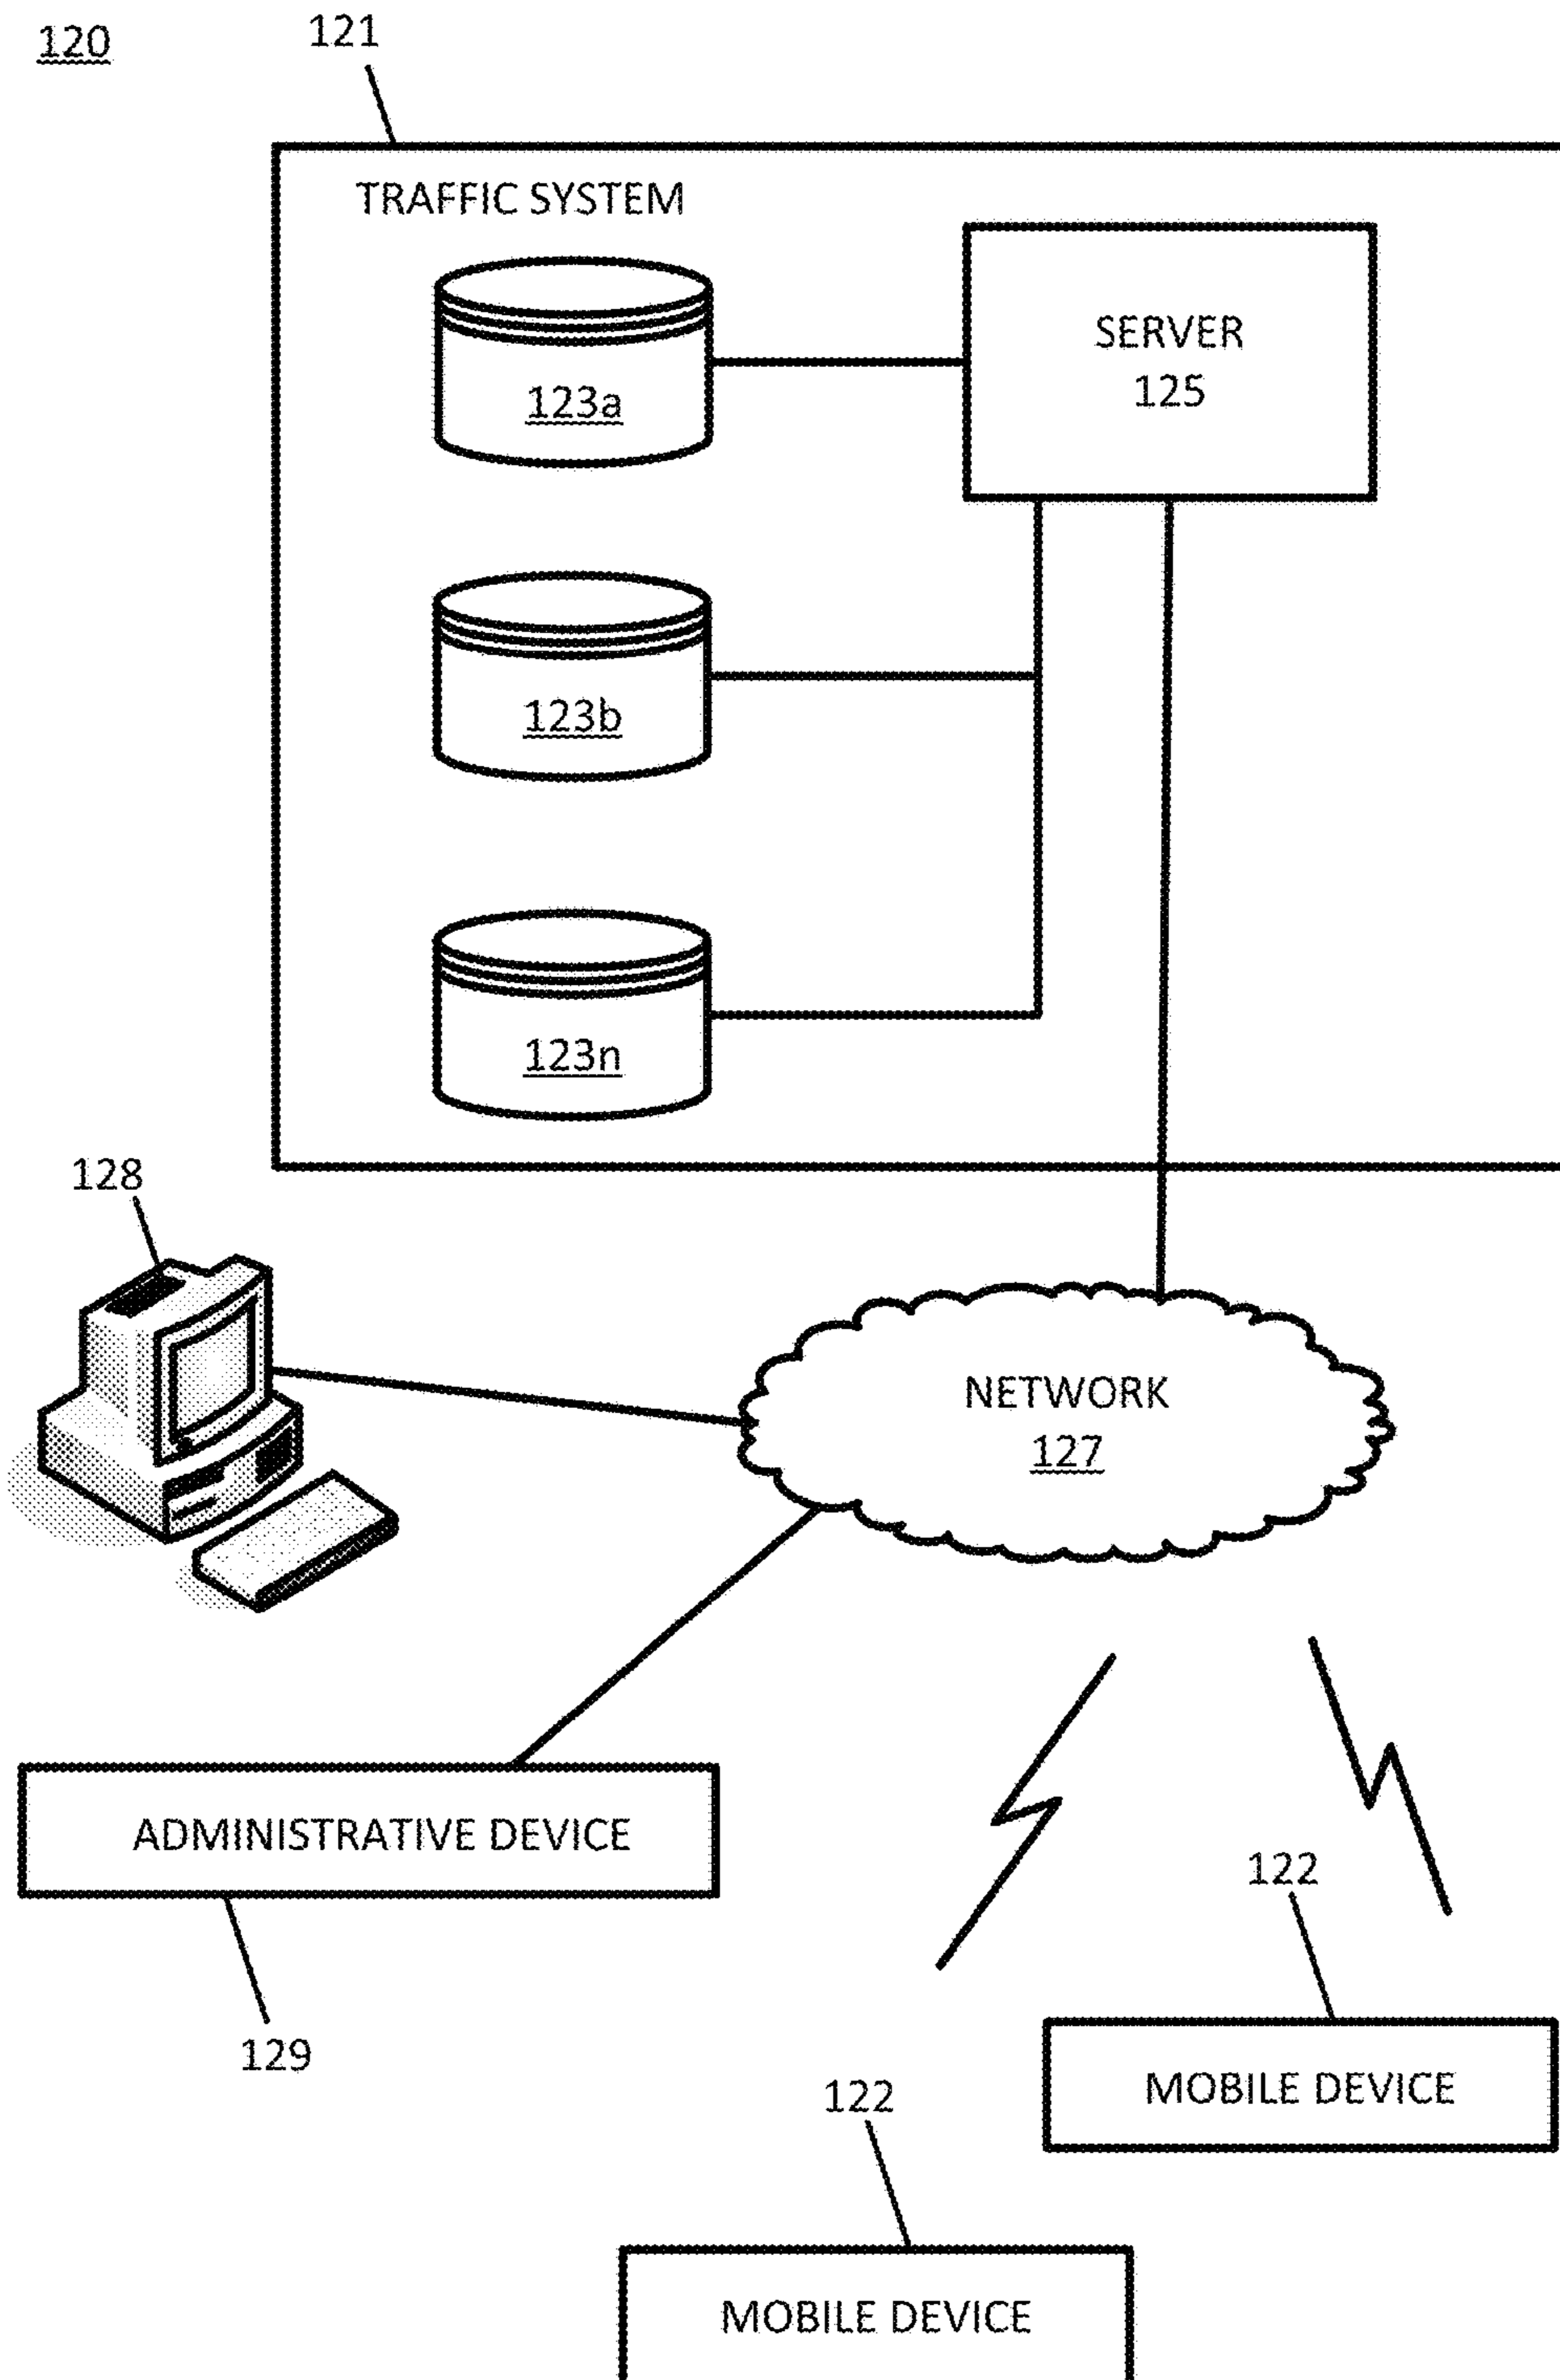 120
121
TRAFFIC SYSTEM
SERVER
125
123a
123b
123n
128
NETWORK
127
ADMINISTRATIVE DEVICE
129
122
MOBILE DEVICE
122
MOBILE DEVICE